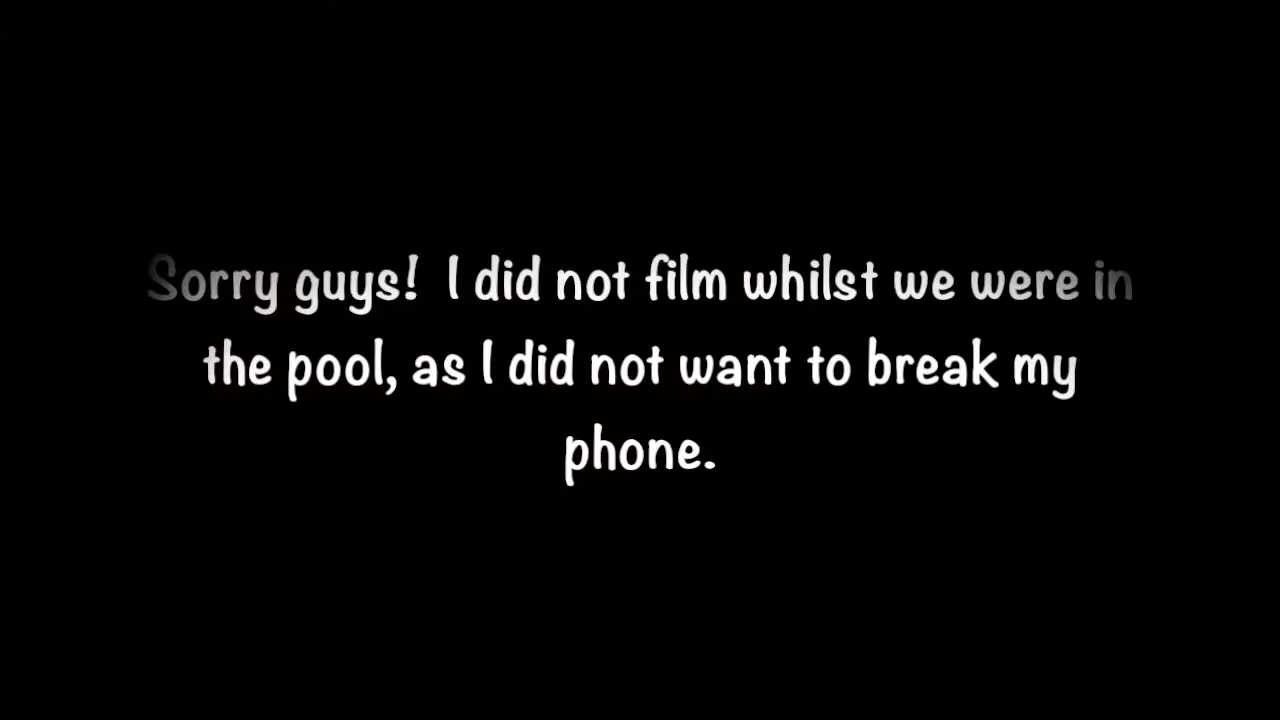 Sorry guys!  I did not film whilst we were in
the pool, as I did not want to break my
phone.